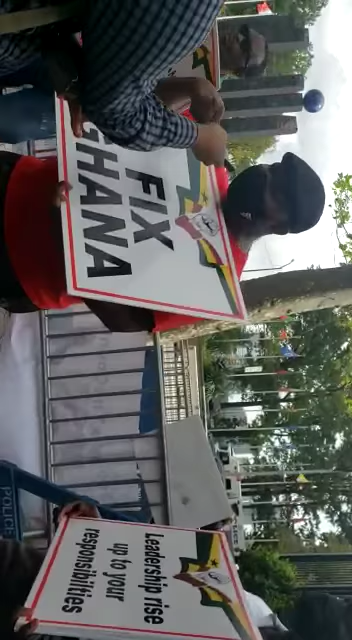 FIX
GHANA
Leadership rise
up to your
responsibilities
POLICE